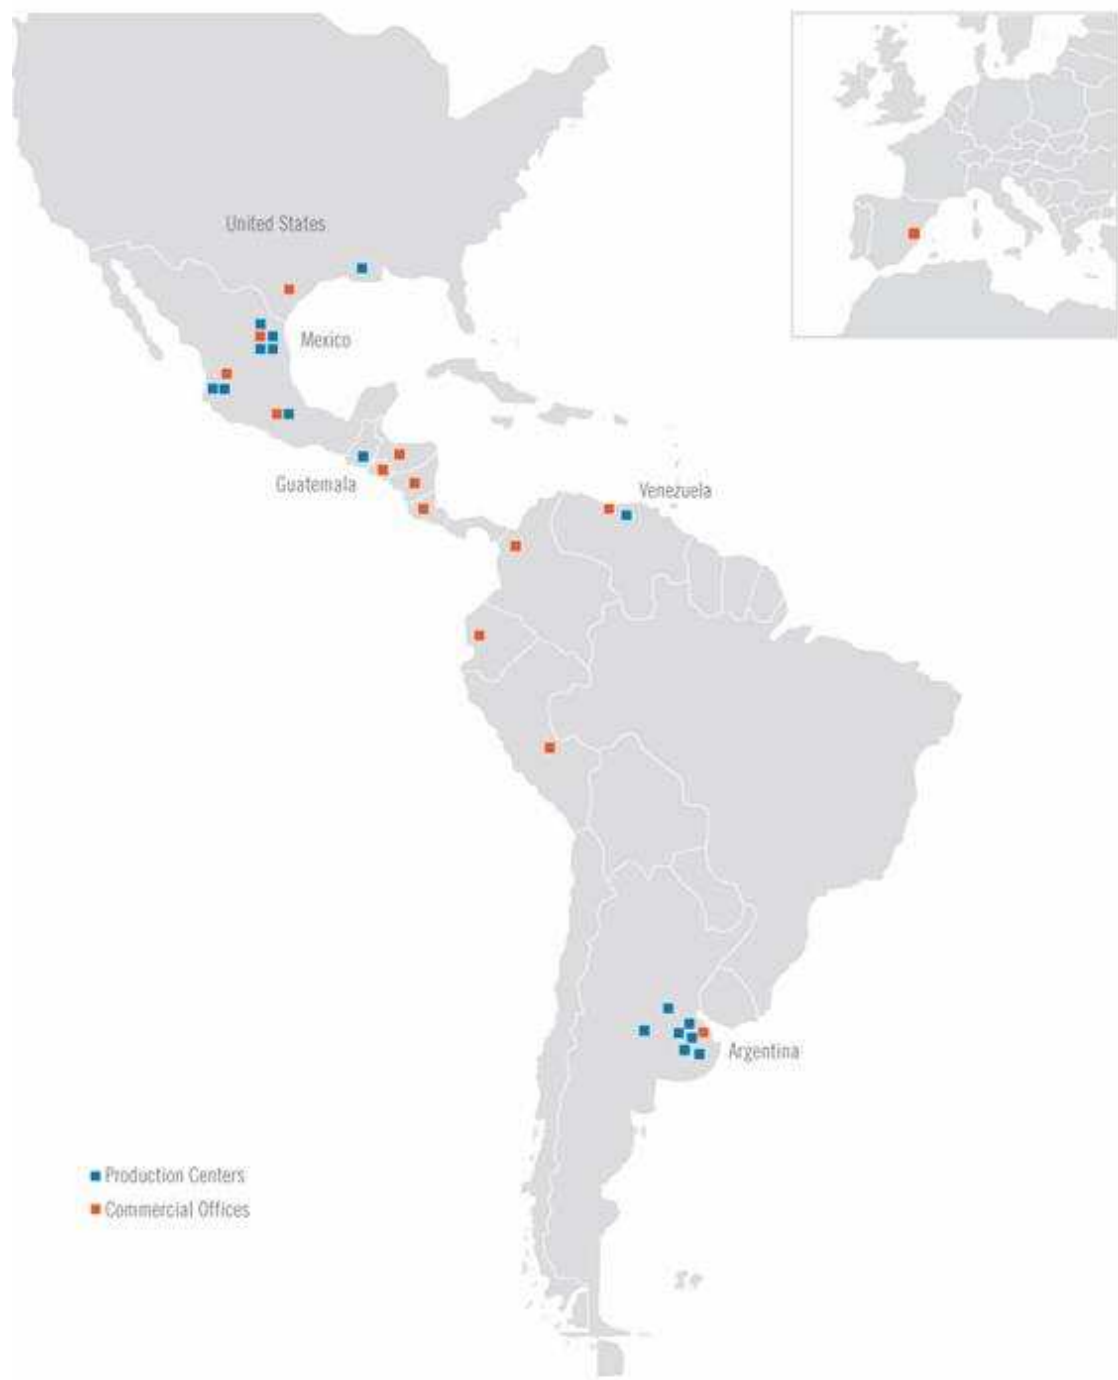 United States
Mexico
Guatemala
Venezuela
Argentina
Production Centers
Commercial Offices